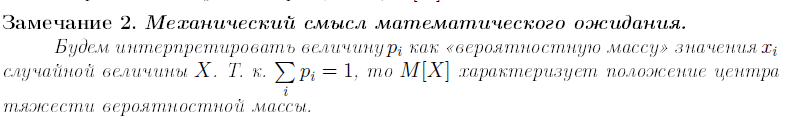 Замечание 2. Механический смысл математического ожидания.
Будем интерпретировать величину pᵢ как «вероятностную массу» значения xᵢ
случайной величины X. Т. к. ∑ᵢ pᵢ = 1, то M[X] характеризует положение центра
тяжести вероятностной массы.